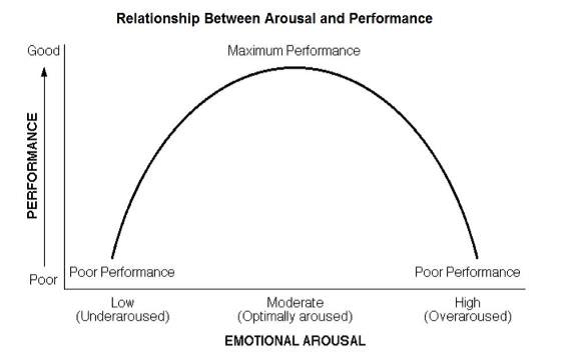 Relationship Between Arousal and Performance
Good
Maximum Performance
PERFORMANCE
Poor
Poor Performance
Poor Performance
Low
(Underaroused)
Moderate
(Optimally aroused)
High
(Overaroused)
EMOTIONAL AROUSAL